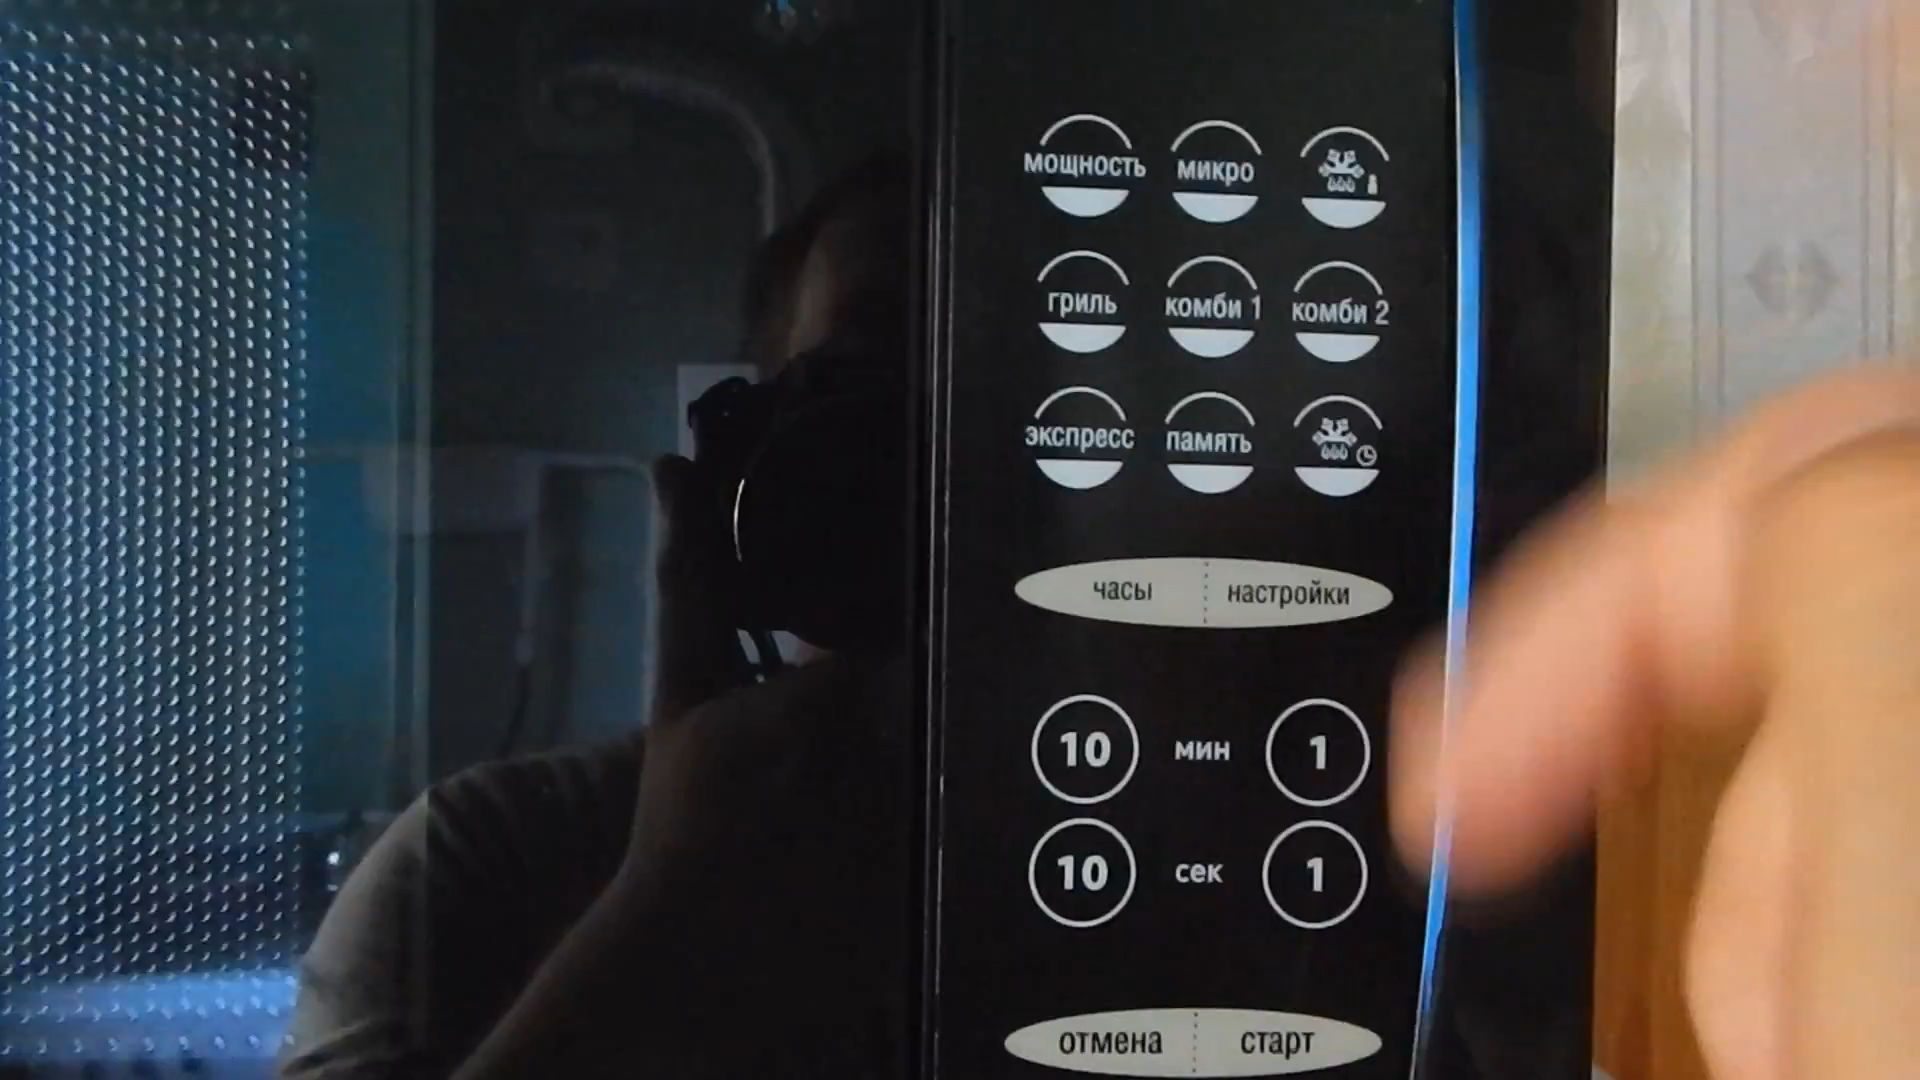 мощность микро
гриль комби 1 комби 2
экспресс память
часы настройки
10 мин 1
10 сек 1
отмена старт